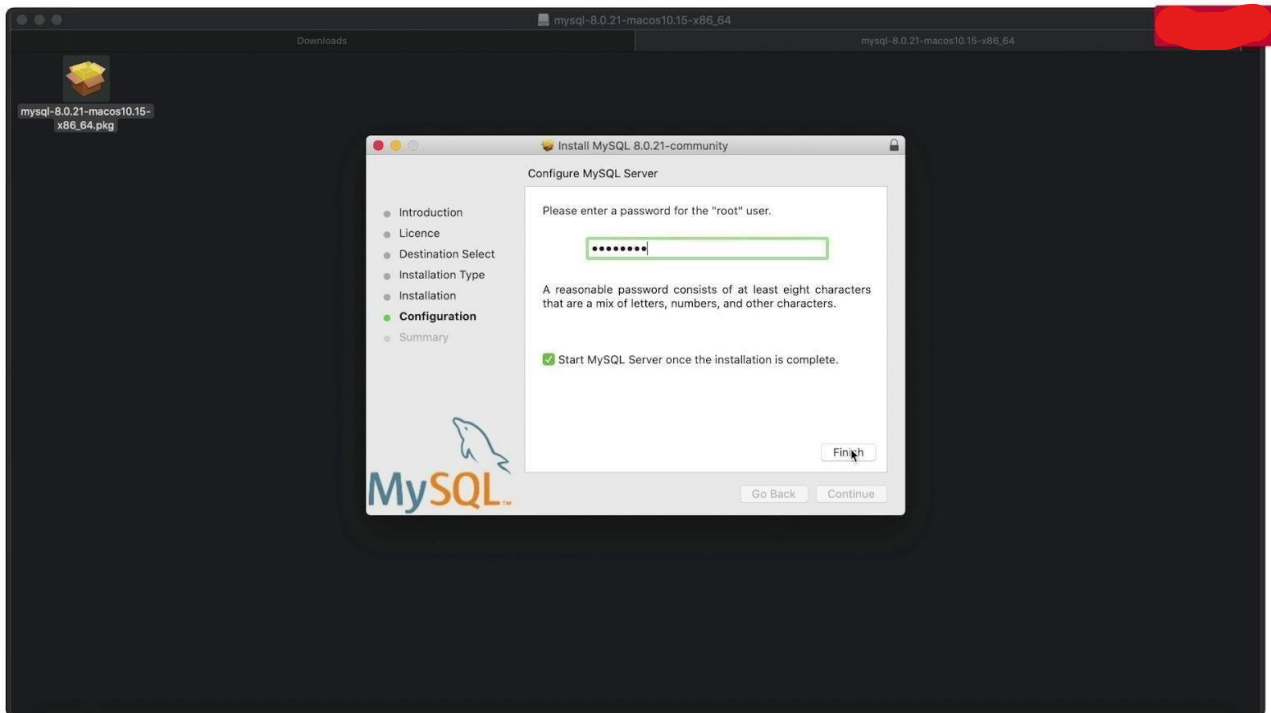 mysql-8.0.21-macos10.15-x86_64
Downloads
mysql-8.0.21-macos10.15-x86_64
mysql-8.0.21-macos10.15-
x86_64.pkg
Install MySQL 8.0.21-community
Configure MySQL Server
Introduction
Licence
Destination Select
Installation Type
Installation
Configuration
Summary
Please enter a password for the "root" user.
••••••••
A reasonable password consists of at least eight characters
that are a mix of letters, numbers, and other characters.
Start MySQL Server once the installation is complete.
Finish
Go Back
Continue
MySQL™